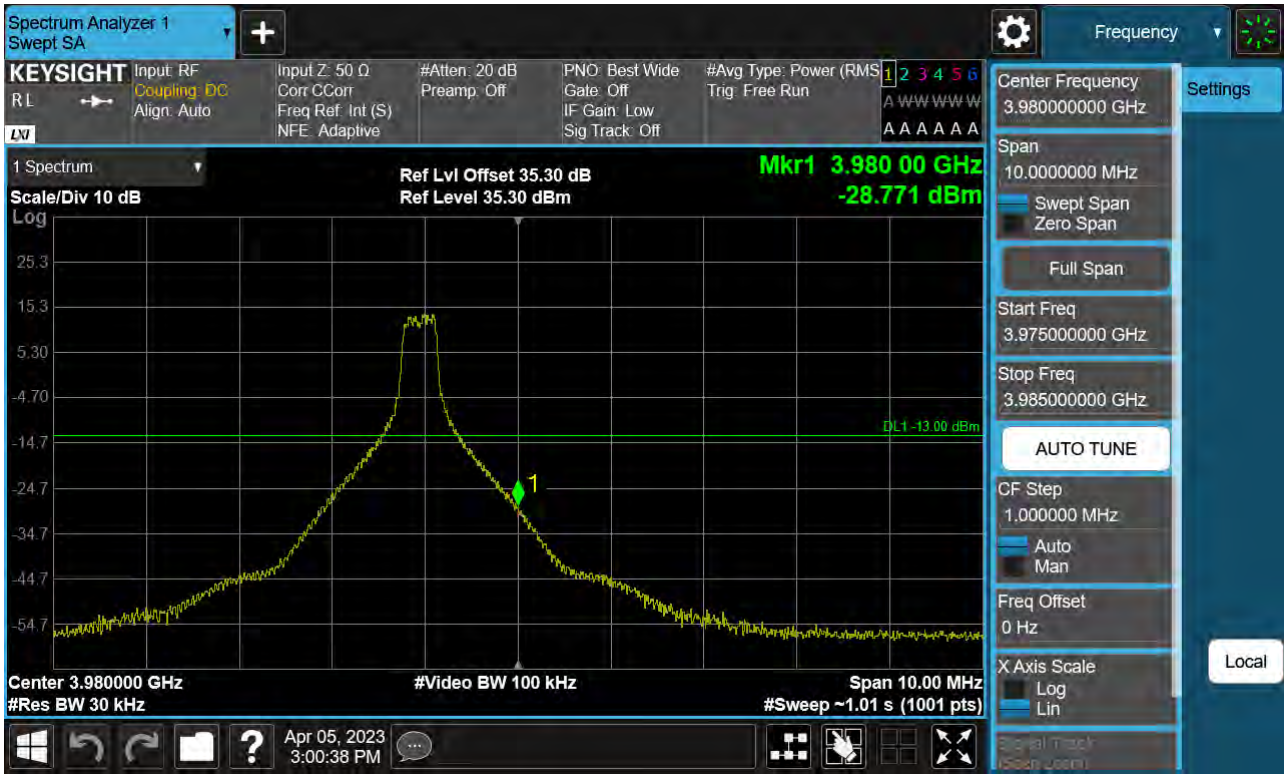 Spectrum Analyzer 1
Swept SA
+
Frequency
KEYSIGHT
RL
LXI
Input: RF
Coupling: DC
Align: Auto
Input Z: 50 Ω
Corr CCorr
Freq Ref: Int (S)
NFE: Adaptive
#Atten: 20 dB
Preamp: Off
PNO: Best Wide
Gate: Off
IF Gain: Low
Sig Track: Off
#Avg Type: Power (RMS
Trig: Free Run
1 2 3 4 5 6
A W W W W W
A A A A A A
1 Spectrum
Scale/Div 10 dB
Log
Ref Lvl Offset 35.30 dB
Ref Level 35.30 dBm
Mkr1 3.980 00 GHz
-28.771 dBm
25.3
15.3
5.30
-4.70
-14.7
-24.7
-34.7
-44.7
-54.7
DL1 -13.00 dBm
1
Center 3.980000 GHz
#Video BW 100 kHz
Span 10.00 MHz
#Res BW 30 kHz
#Sweep ~1.01 s (1001 pts)
Center Frequency
3.980000000 GHz
Span
10.0000000 MHz
Swept Span
Zero Span
Full Span
Start Freq
3.975000000 GHz
Stop Freq
3.985000000 GHz
AUTO TUNE
CF Step
1.000000 MHz
Auto
Man
Freq Offset
0 Hz
X Axis Scale
Log
Lin
Signal Track
(Span Zoom)
Settings
Local
?
Apr 05, 2023
3:00:38 PM